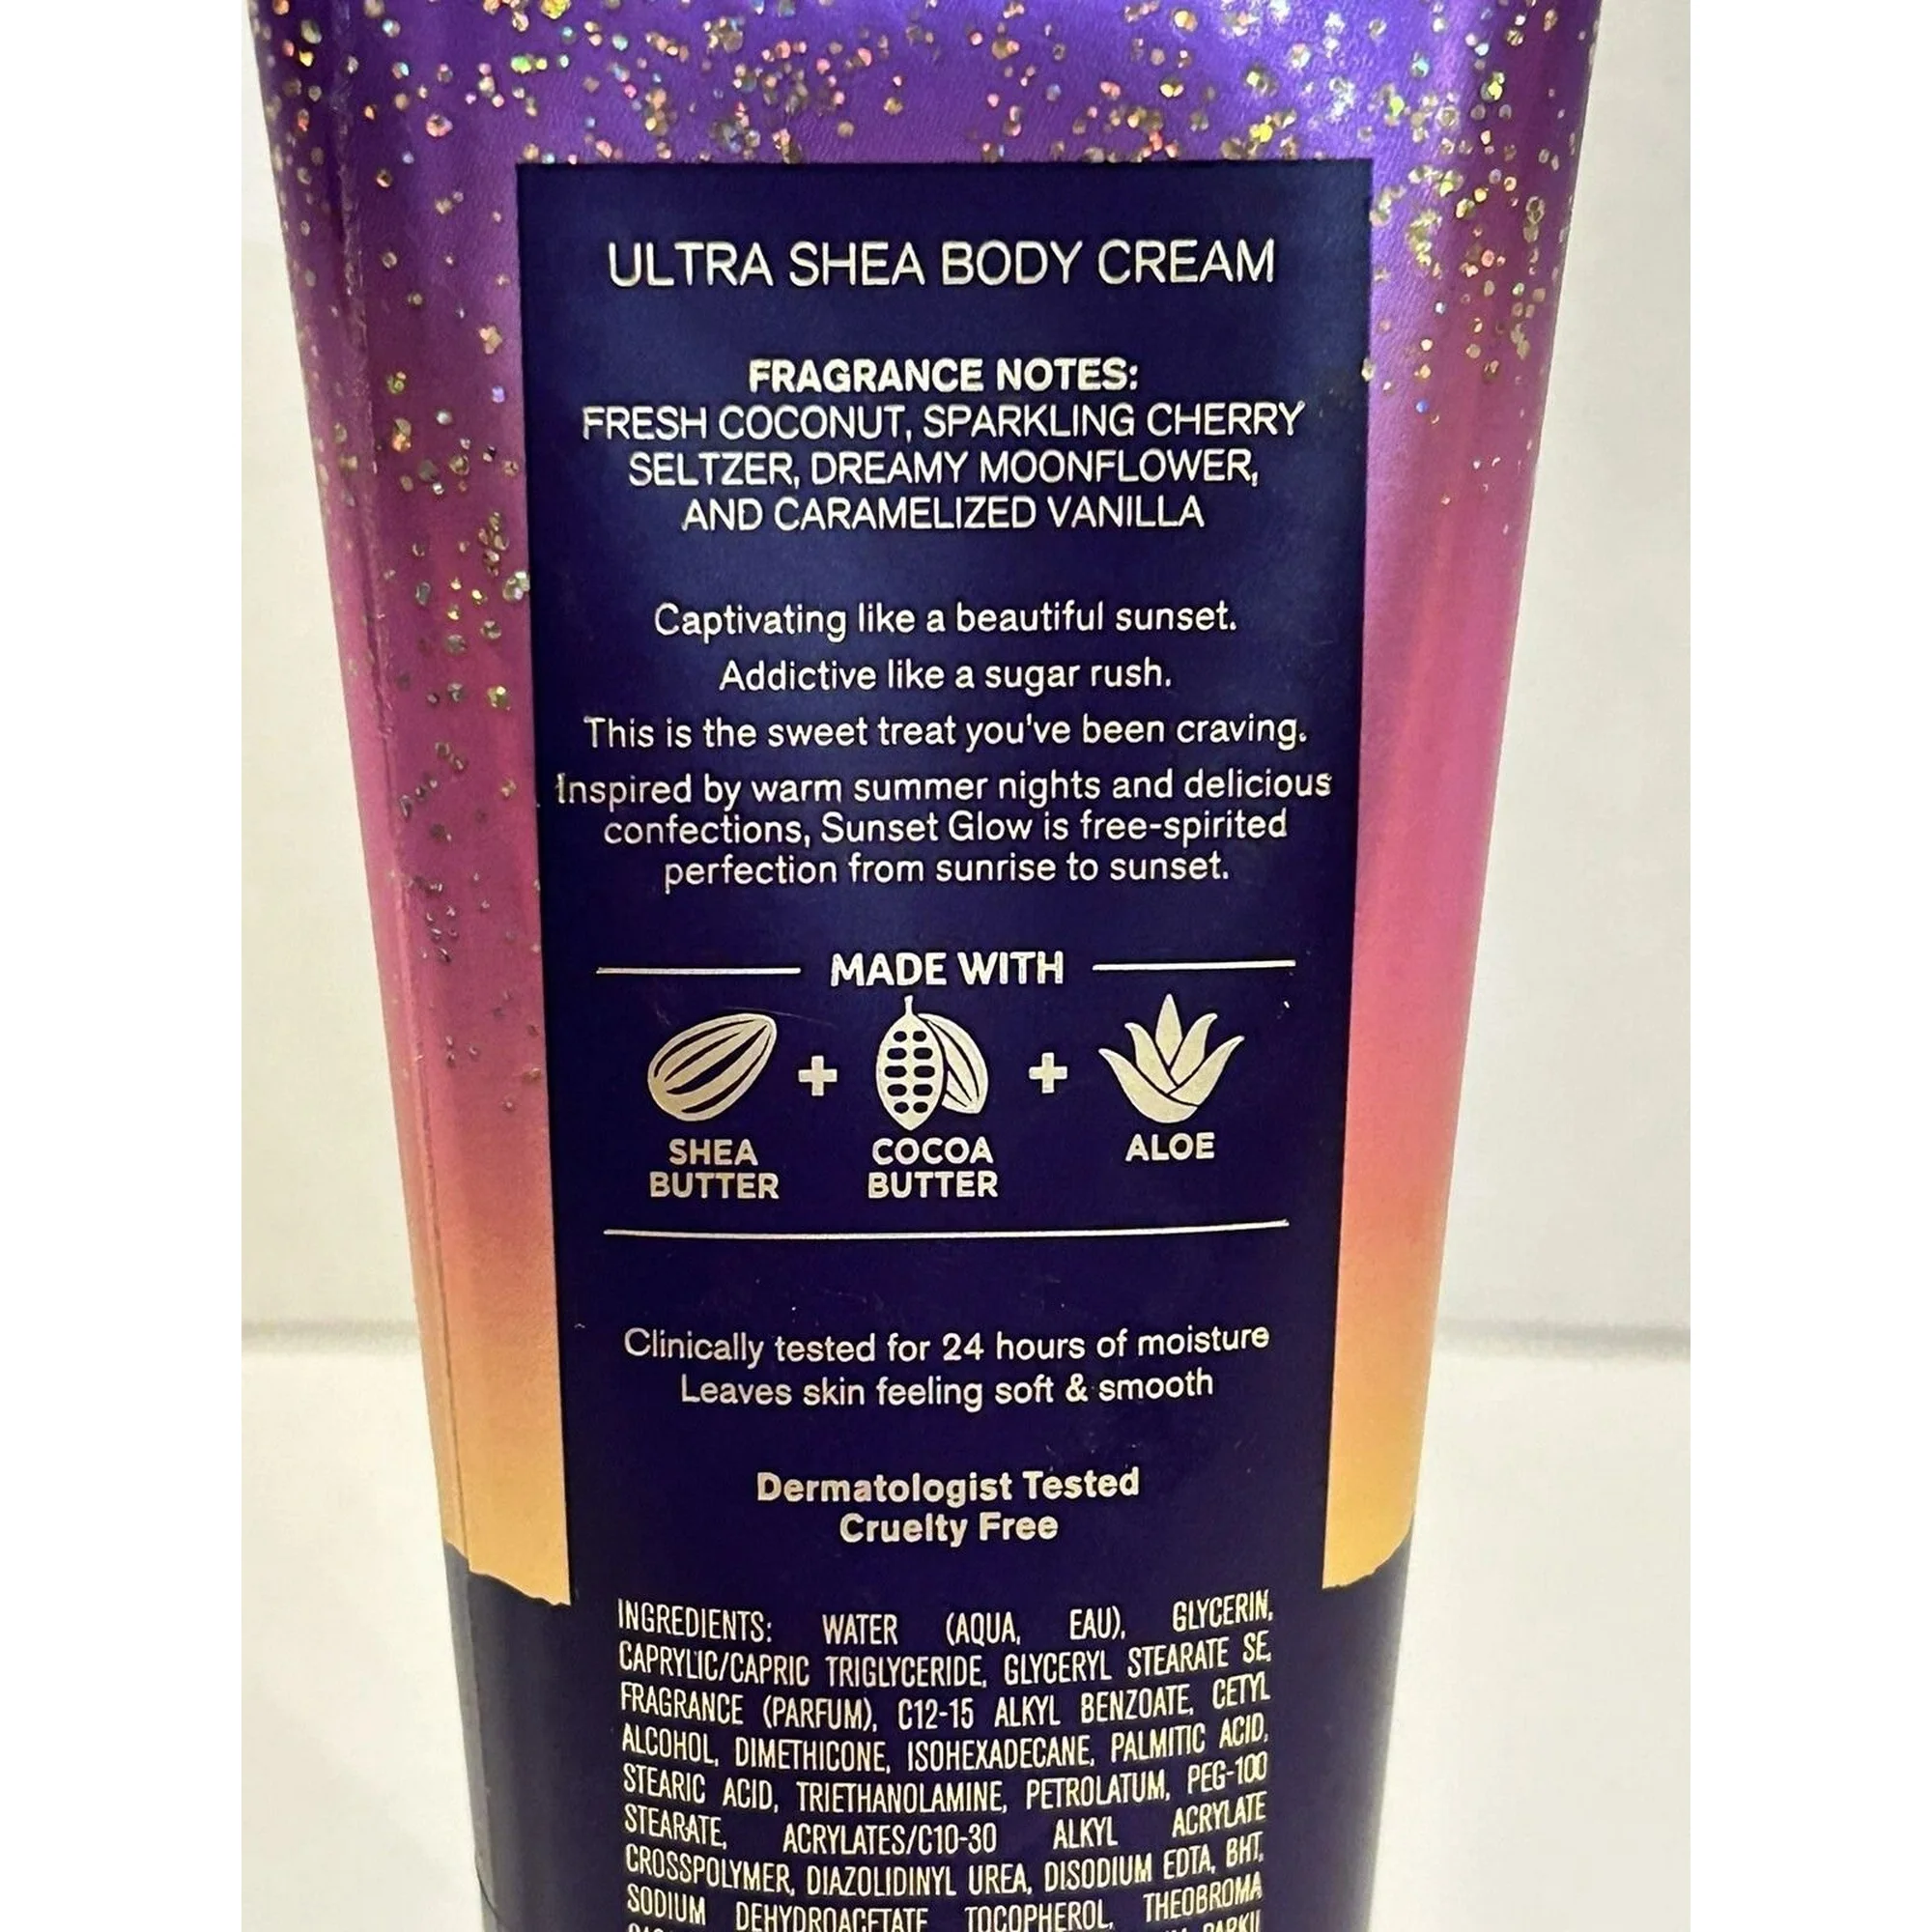 ULTRA SHEA BODY CREAM
FRAGRANCE NOTES:
FRESH COCONUT, SPARKLING CHERRY
SELTZER, DREAMY MOONFLOWER,
AND CARAMELIZED VANILLA
Captivating like a beautiful sunset.
Addictive like a sugar rush.
This is the sweet treat you've been craving.
Inspired by warm summer nights and delicious
confections, Sunset Glow is free-spirited
perfection from sunrise to sunset.
MADE WITH
SHEA BUTTER + COCOA BUTTER + ALOE
Clinically tested for 24 hours of moisture
Leaves skin feeling soft & smooth
Dermatologist Tested
Cruelty Free
INGREDIENTS: WATER (AQUA, EAU), GLYCERIN,
CAPRYLIC/CAPRIC TRIGLYCERIDE, GLYCERYL STEARATE SE,
FRAGRANCE (PARFUM), C12-15 ALKYL BENZOATE, CETYL
ALCOHOL, DIMETHICONE, ISOHEXADECANE, PALMITIC ACID,
STEARIC ACID, TRIETHANOLAMINE, PETROLATUM, PEG-100
STEARATE, ACRYLATES/C10-30 ALKYL ACRYLATE
CROSSPOLYMER, DIAZOLIDINYL UREA, DISODIUM EDTA, BHT,
SODIUM DEHYDROACETATE, TOCOPHEROL, THEOBROMA